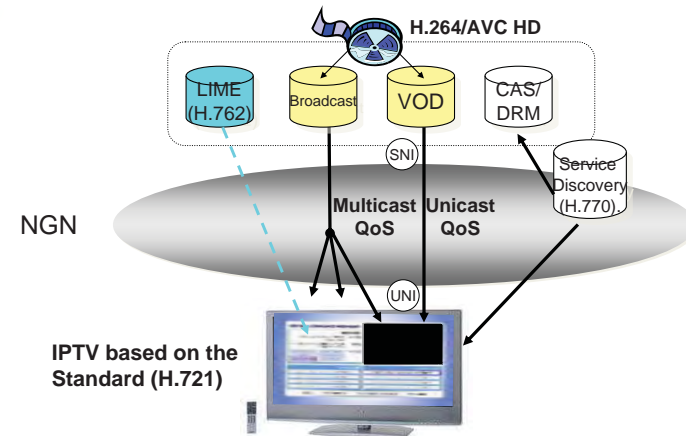 H.264/AVC HD
LIME
(H.762)
Broadcast
VOD
CAS/
DRM
SNI
Service
Discovery
(H.770).
NGN
Multicast
QoS
Unicast
QoS
UNI
IPTV based on the
Standard (H.721)